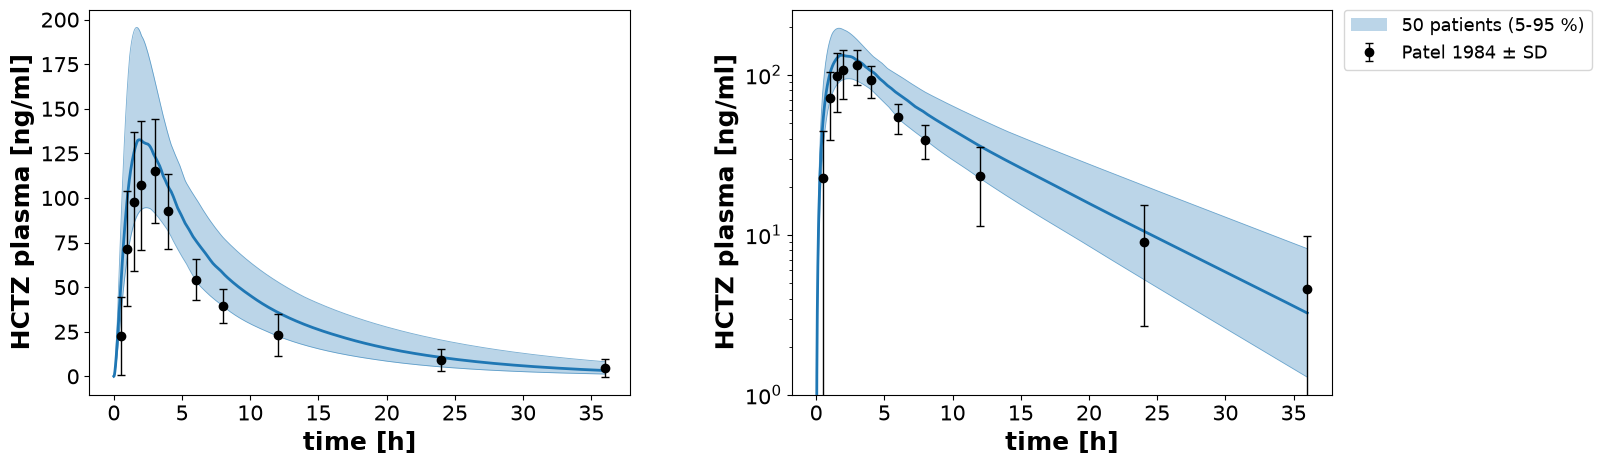 HCTZ plasma [ng/ml]
200
175
150
125
100
75
50
25
0
0 5 10 15 20 25 30 35
time [h]
HCTZ plasma [ng/ml]
10²
10¹
10⁰
0 5 10 15 20 25 30 35
time [h]
50 patients (5-95 %)
Patel 1984 ± SD